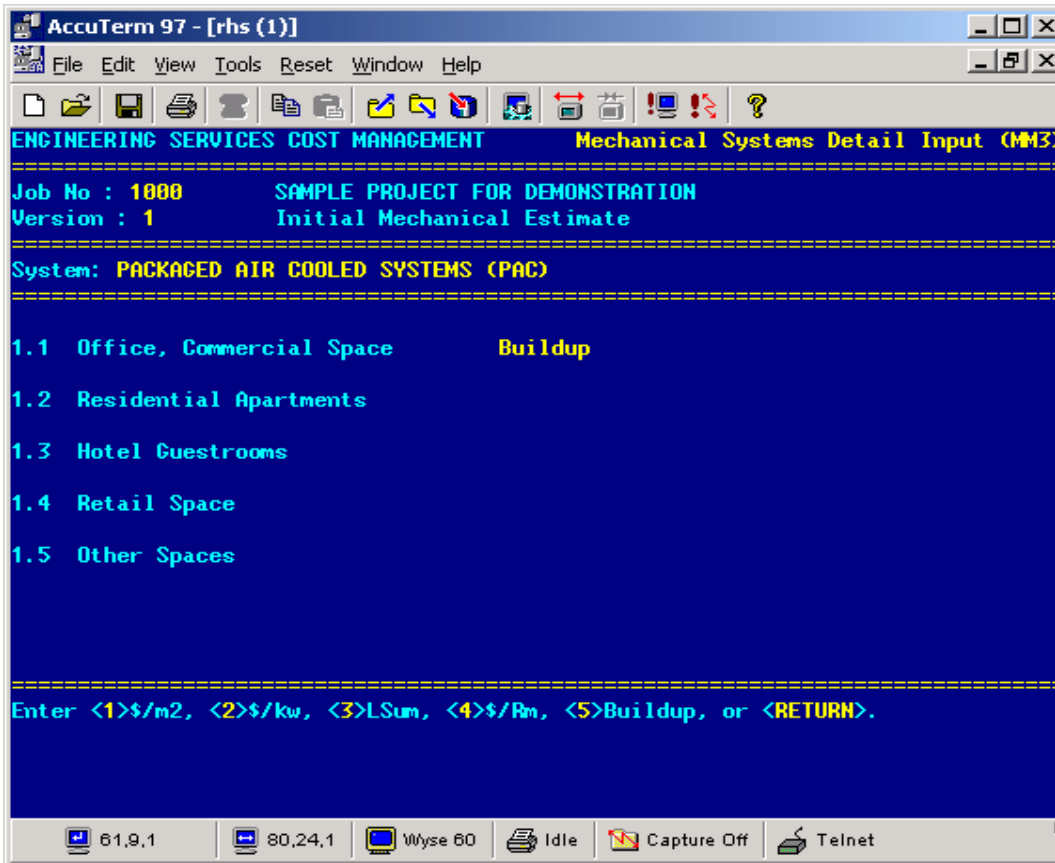 AccuTerm 97 - [rhs (1)]
File Edit View Tools Reset Window Help
ENGINEERING SERVICES COST MANAGEMENT Mechanical Systems Detail Input (MM3)
Job No : 1000 SAMPLE PROJECT FOR DEMONSTRATION
Version : 1 Initial Mechanical Estimate
System: PACKAGED AIR COOLED SYSTEMS (PAC)
1.1 Office, Commercial Space Buildup
1.2 Residential Apartments
1.3 Hotel Guestrooms
1.4 Retail Space
1.5 Other Spaces
Enter <1>$/m2, <2>$/Kw, <3>LSum, <4>$/Rm, <5>Buildup, or <RETURN>.
61,9,1 80,24,1 Wyse 60 Idle Capture Off Telnet